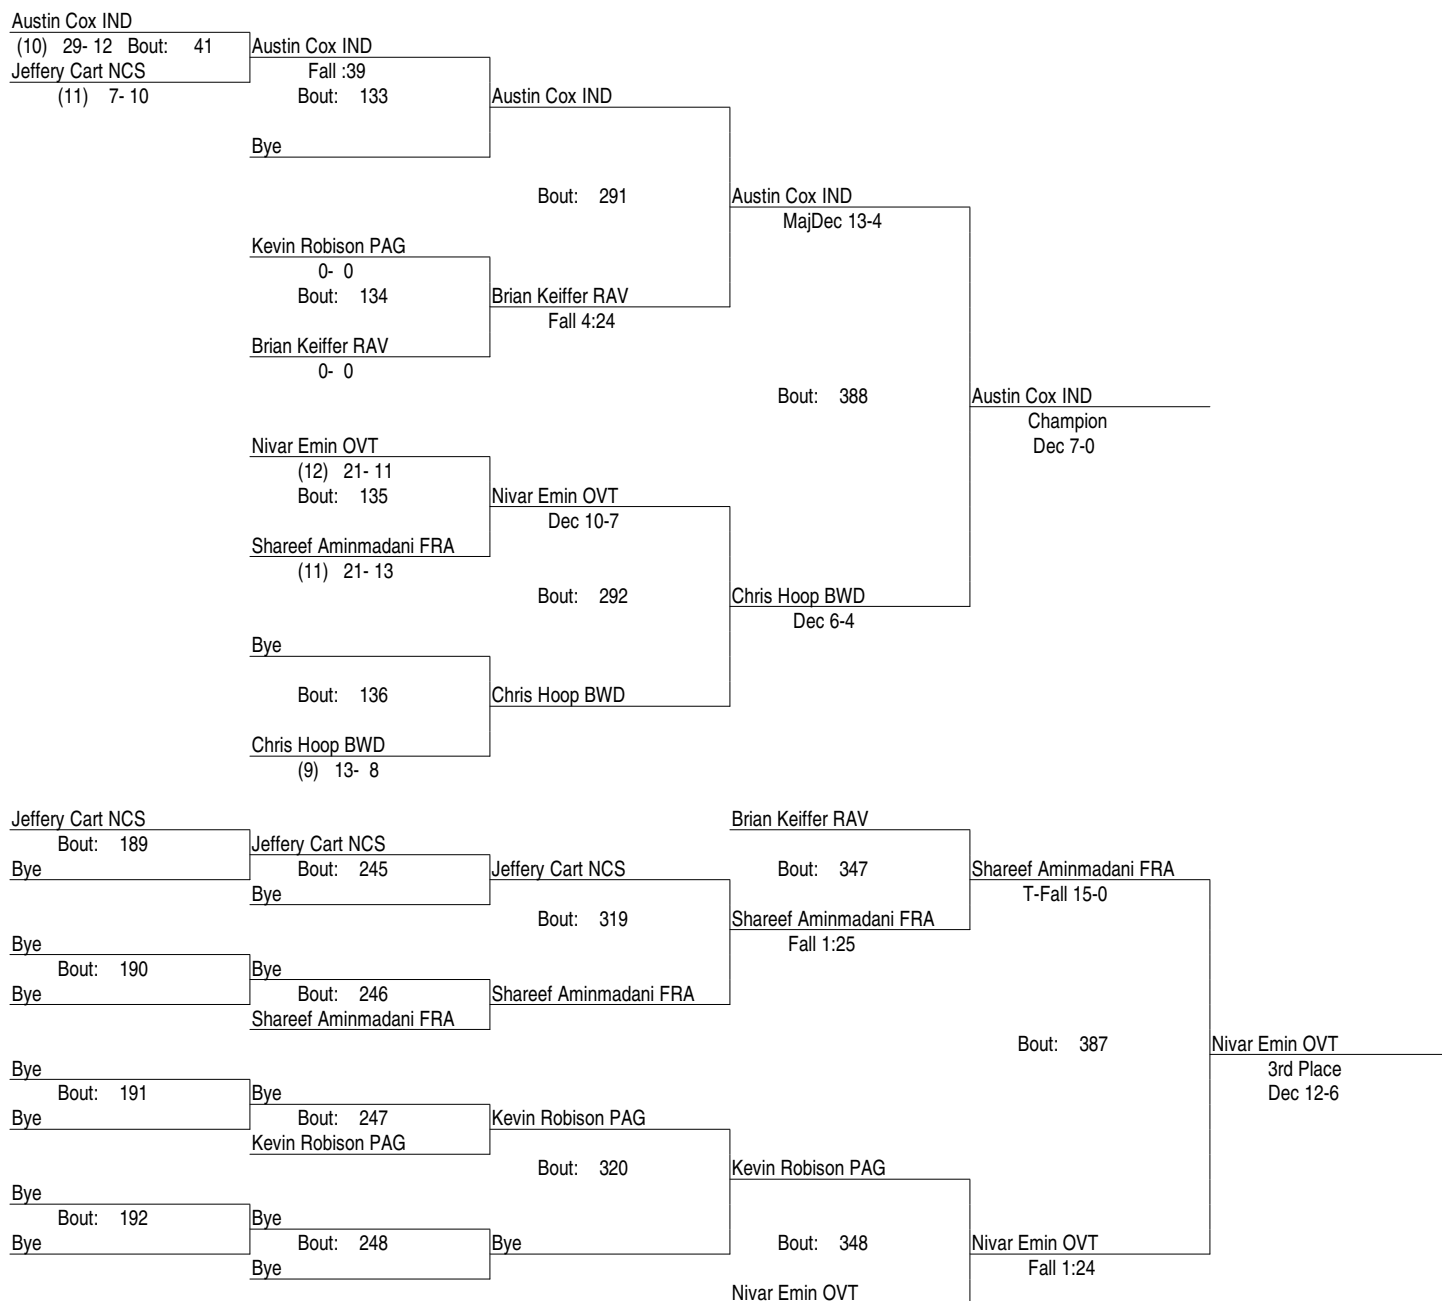 Austin Cox IND
(10) 29- 12 Bout: 41
Austin Cox IND
Jeffery Cart NCS
Fall :39
(11) 7- 10
Bout: 133
Austin Cox IND
Bye
Bout: 291
Austin Cox IND
MajDec 13-4
Kevin Robison PAG
0- 0
Bout: 134
Brian Keiffer RAV
Fall 4:24
Brian Keiffer RAV
0- 0
Bout: 388
Austin Cox IND
Champion
Dec 7-0
Nivar Emin OVT
(12) 21- 11
Bout: 135
Nivar Emin OVT
Dec 10-7
Shareef Aminmadani FRA
(11) 21- 13
Bout: 292
Chris Hoop BWD
Dec 6-4
Bye
Bout: 136
Chris Hoop BWD
Chris Hoop BWD
(9) 13- 8
Jeffery Cart NCS
Brian Keiffer RAV
Bout: 189
Jeffery Cart NCS
Bye
Bout: 245
Jeffery Cart NCS
Bout: 347
Shareef Aminmadani FRA
Bye
T-Fall 15-0
Bout: 319
Shareef Aminmadani FRA
Bye
Fall 1:25
Bout: 190
Bye
Bye
Bout: 246
Shareef Aminmadani FRA
Shareef Aminmadani FRA
Bout: 387
Nivar Emin OVT
Bye
3rd Place
Bout: 191
Bye
Dec 12-6
Bye
Bout: 247
Kevin Robison PAG
Kevin Robison PAG
Bout: 320
Kevin Robison PAG
Bye
Bout: 192
Bye
Bye
Bout: 248
Bye
Bout: 348
Nivar Emin OVT
Bye
Fall 1:24
Nivar Emin OVT